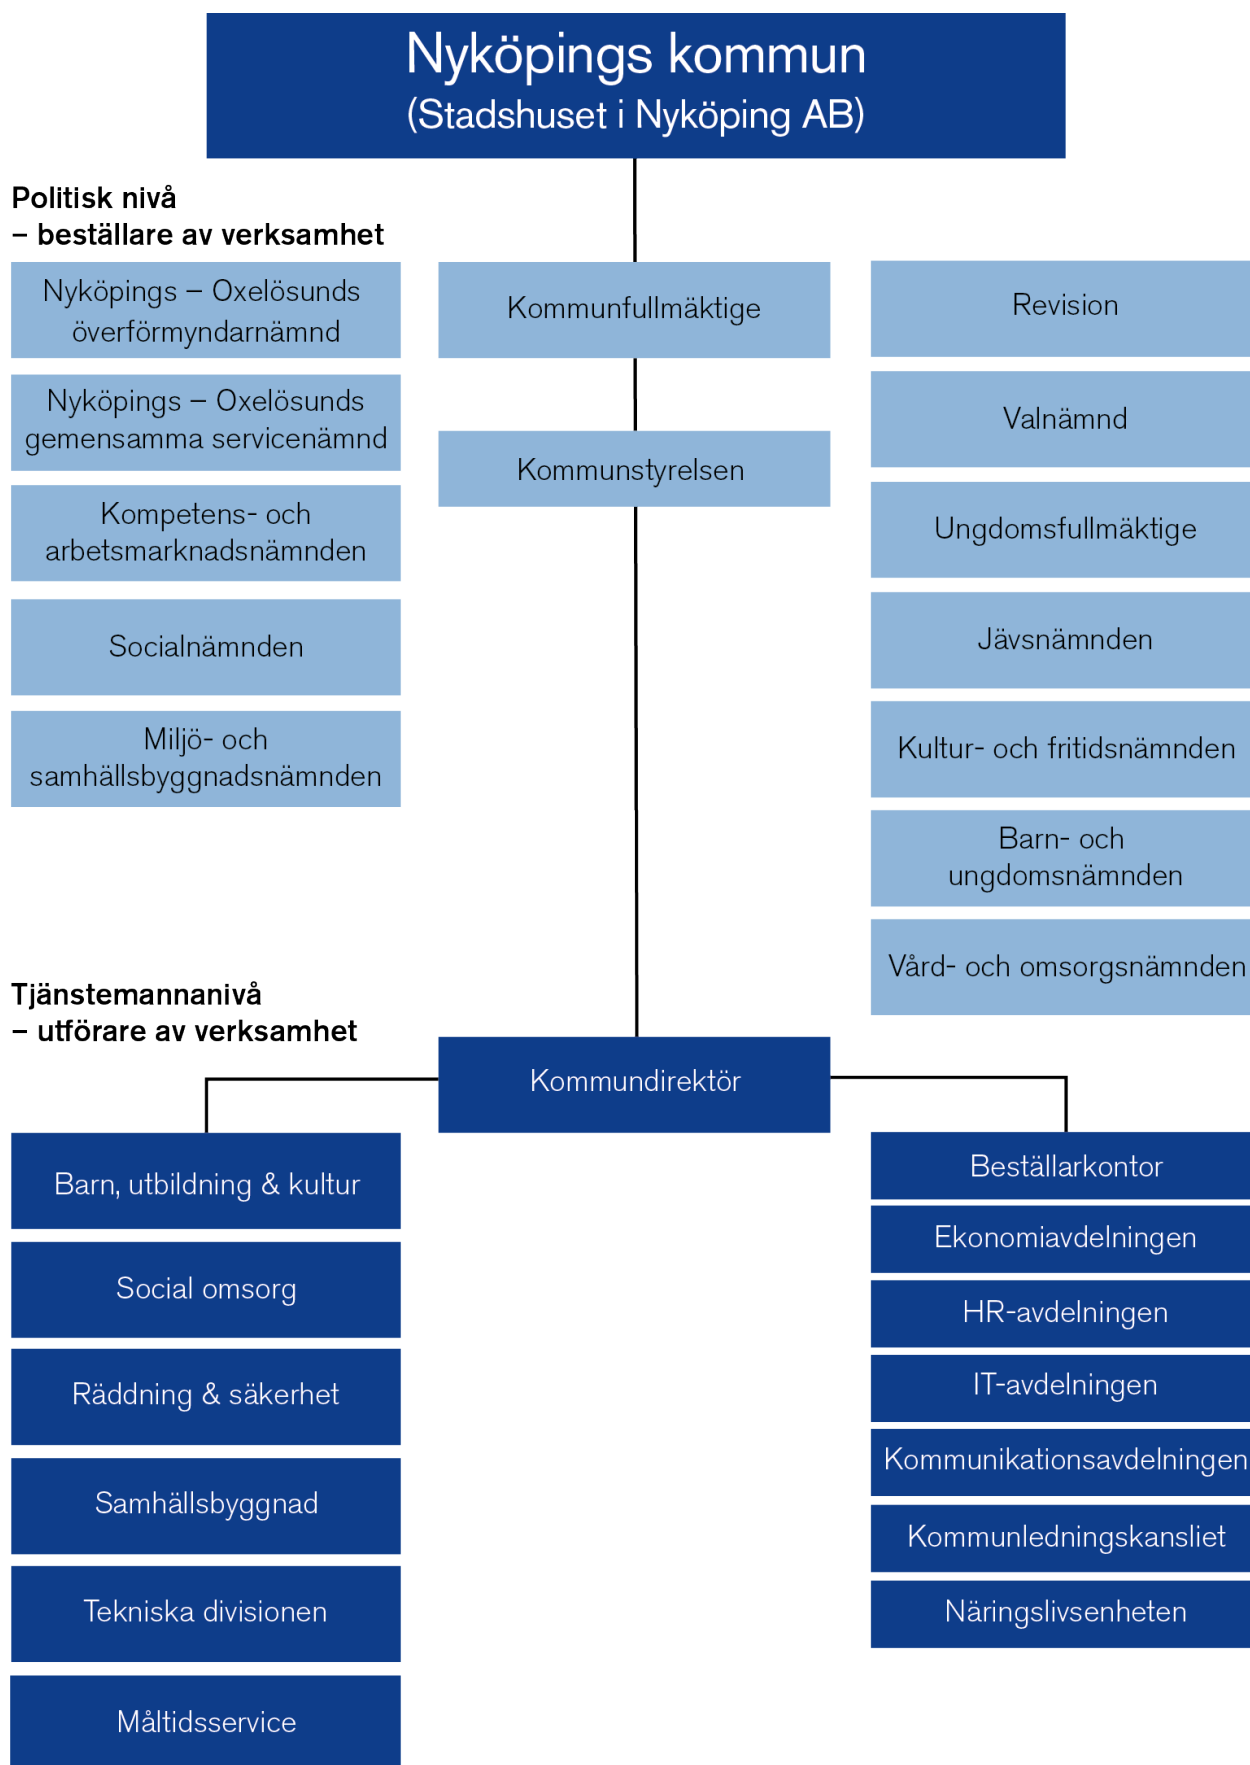 Nyköpings kommun
(Stadshuset i Nyköping AB)
Politisk nivå
– beställare av verksamhet
Nyköpings – Oxelösunds
överförmyndarnämnd
Nyköpings – Oxelösunds
gemensamma servicenämnd
Kompetens- och
arbetsmarknadsnämnden
Socialnämnden
Miljö- och
samhällsbyggnadsnämnden
Kommunfullmäktige
Kommunstyrelsen
Revision
Valnämnd
Ungdomsfullmäktige
Jävsnämnden
Kultur- och fritidsnämnden
Barn- och
ungdomsnämnden
Vård- och omsorgsnämnden
Tjänstemannanivå
– utförare av verksamhet
Kommundirektör
Barn, utbildning & kultur
Social omsorg
Räddning & säkerhet
Samhällsbyggnad
Tekniska divisionen
Måltidsservice
Beställarkontor
Ekonomiavdelningen
HR-avdelningen
IT-avdelningen
Kommunikationsavdelningen
Kommunledningskansliet
Näringslivsenheten